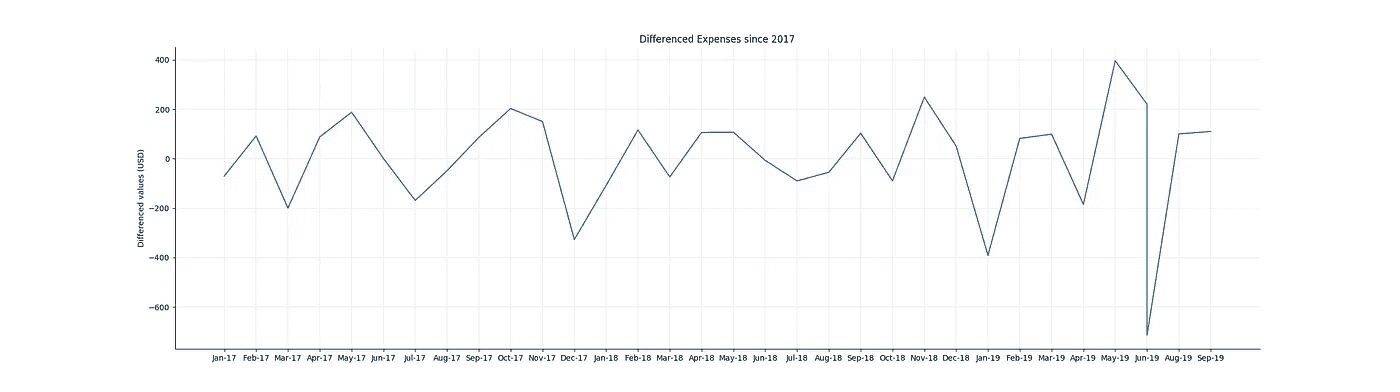 Differenced Expenses since 2017
Differenced values (USD)
400
200
0
−200
−400
−600
Jan-17 Feb-17 Mar-17 Apr-17 May-17 Jun-17 Jul-17 Aug-17 Sep-17 Oct-17 Nov-17 Dec-17 Jan-18 Feb-18 Mar-18 Apr-18 May-18 Jun-18 Jul-18 Aug-18 Sep-18 Oct-18 Nov-18 Dec-18 Jan-19 Feb-19 Mar-19 Apr-19 May-19 Jun-19 Aug-19 Sep-19